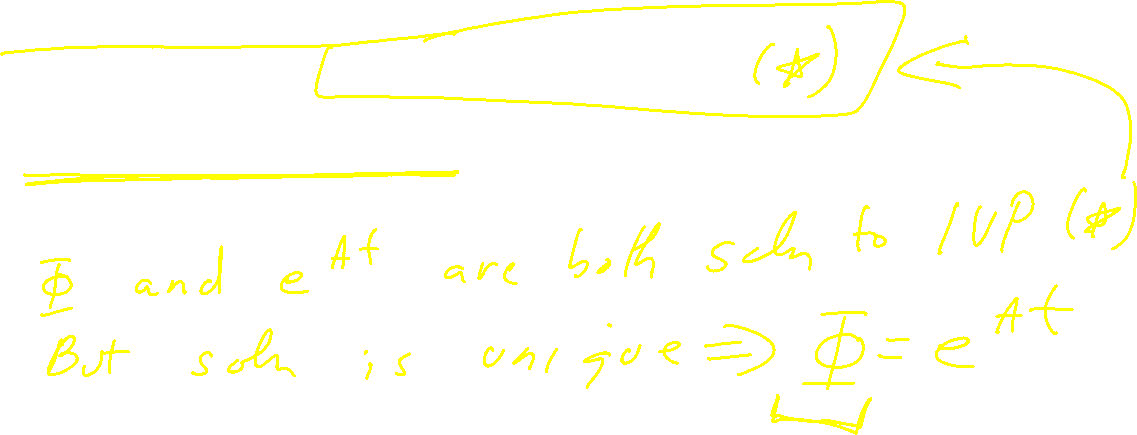 (☆)
Φ and e^{At} are both soln to IVP (☆)
But soln is unique ⇒ Φ = e^{At}